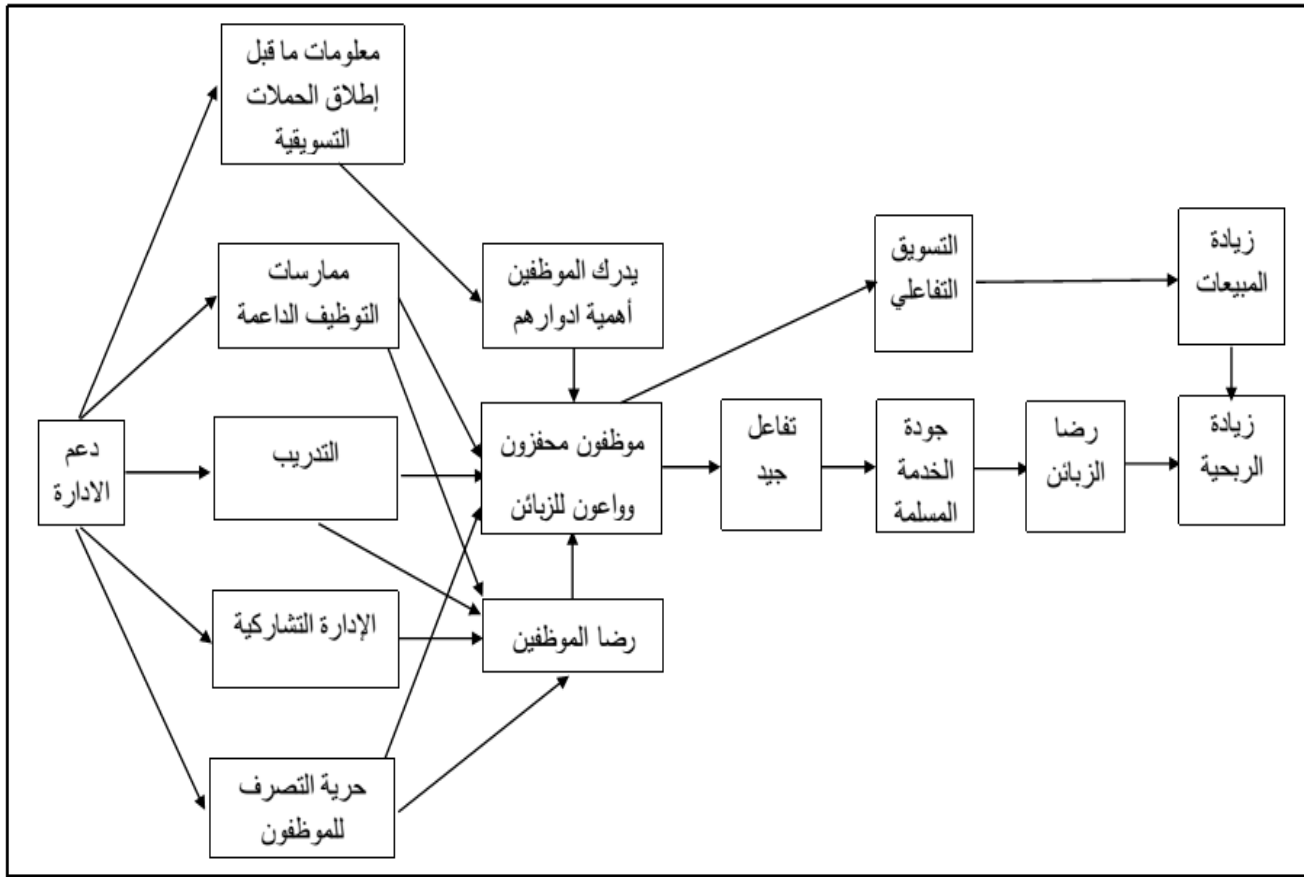 معلومات ما قبل
إطلاق الحملات
التسويقية
ممارسات
التوظيف الداعمة
يدرك الموظفين
أهمية ادوارهم
التسويق
التفاعلي
زيادة
المبيعات
دعم
الادارة
التدريب
موظفون محفزون
وواعون للزبائن
تفاعل
جيد
جودة
الخدمة
المسلمة
رضا
الزبائن
زيادة
الربحية
الإدارة التشاركية
رضا الموظفين
حرية التصرف
للموظفون